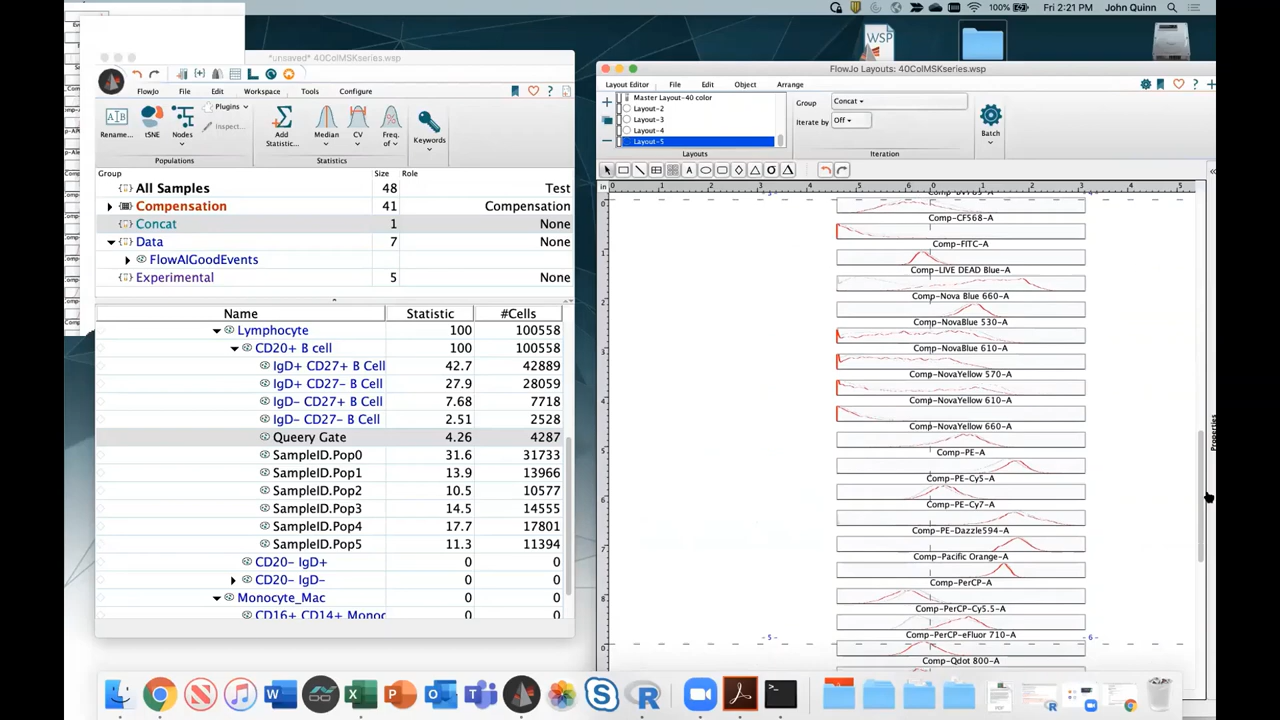 100%
Fri 2:21 PM
John Quinn
WSP
*unsaved* 40ColMSKseries.wsp
FlowJo
File
Edit
Workspace
Tools
Configure
Rename...
tSNE
Nodes
Plugins
Inspect...
Add
Statistic...
Median
CV
Freq.
of
Keywords
Populations
Statistics
Group
Size
Role
All Samples 48 Test
Compensation 41 Compensation
Concat 1 None
Data 7 None
FlowAIGoodEvents
Experimental 5 None
Name Statistic #Cells
Lymphocyte 100 100558
CD20+ B cell 100 100558
IgD+ CD27+ B Cell 42.7 42889
IgD+ CD27- B Cell 27.9 28059
IgD- CD27+ B Cell 7.68 7718
IgD- CD27- B Cell 2.51 2528
Queery Gate 4.26 4287
SampleID.Pop0 31.6 31733
SampleID.Pop1 13.9 13966
SampleID.Pop2 10.5 10577
SampleID.Pop3 14.5 14555
SampleID.Pop4 17.7 17801
SampleID.Pop5 11.3 11394
CD20- IgD+ 0 0
CD20- IgD- 0 0
Monocyte_Mac 0 0
CD16+ CD14+ Monoc 0 0
FlowJo Layouts: 40ColMSKseries.wsp
Layout Editor
File
Edit
Object
Arrange
Master Layout-40 color
Layout-2
Layout-3
Layout-4
Layout-5
Layouts
Group
Concat
Iterate by
Off
Iteration
Batch
in
Comp-CF568-A
Comp-FITC-A
Comp-LIVE DEAD Blue-A
Comp-Nova Blue 660-A
Comp-NovaBlue 530-A
Comp-NovaBlue 610-A
Comp-NovaYellow 570-A
Comp-NovaYellow 610-A
Comp-NovaYellow 660-A
Comp-PE-A
Comp-PE-Cy5-A
Comp-PE-Cy7-A
Comp-PE-Dazzle594-A
Comp-Pacific Orange-A
Comp-PerCP-A
Comp-PerCP-Cy5.5-A
Comp-PerCP-eFluor 710-A
Comp-Qdot 800-A
- 5 -
- 6 -
Properties